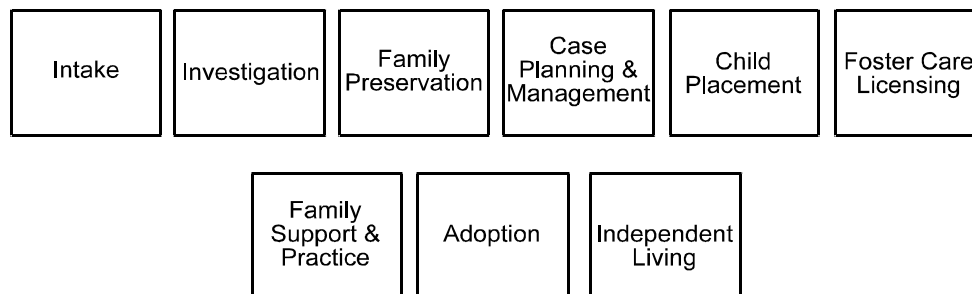 Intake
Investigation
Family
Preservation
Case
Planning &
Management
Child
Placement
Foster Care
Licensing
Family
Support &
Practice
Adoption
Independent
Living